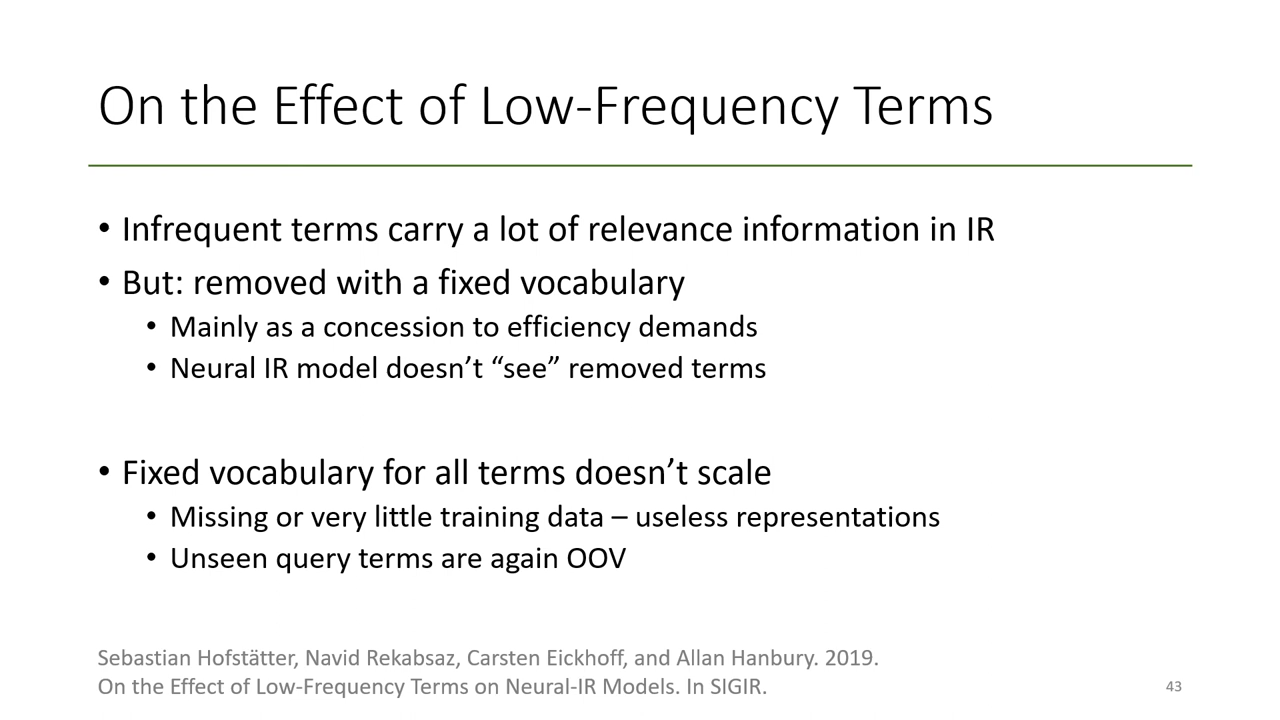 On the Effect of Low-Frequency Terms
• Infrequent terms carry a lot of relevance information in IR
• But: removed with a fixed vocabulary
• Mainly as a concession to efficiency demands
• Neural IR model doesn’t “see” removed terms
• Fixed vocabulary for all terms doesn’t scale
• Missing or very little training data – useless representations
• Unseen query terms are again OOV
Sebastian Hofstätter, Navid Rekabsaz, Carsten Eickhoff, and Allan Hanbury. 2019.
On the Effect of Low-Frequency Terms on Neural-IR Models. In SIGIR.
43